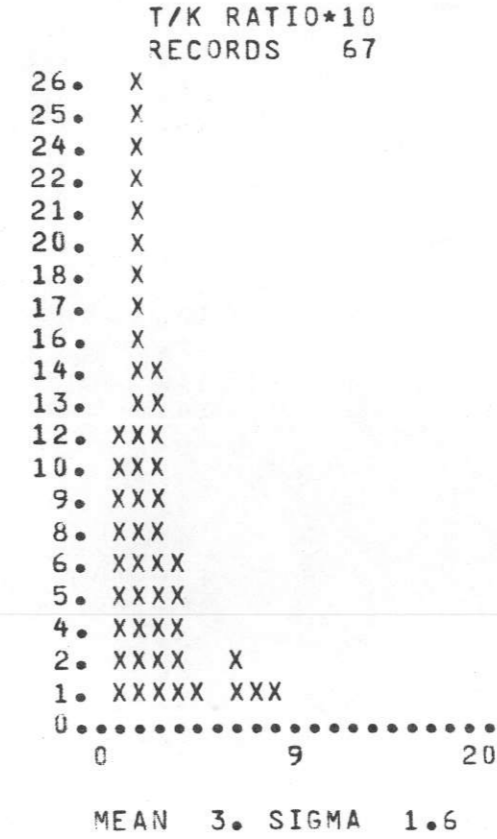 T/K RATIO*10
RECORDS 67
26. X
25. X
24. X
22. X
21. X
20. X
18. X
17. X
16. X
14. XX
13. XX
12. XXX
10. XXX
9. XXX
8. XXX
6. XXXX
5. XXXX
4. XXXX
2. XXXX X
1. XXXXX XXX
0......................
0 9 20
MEAN 3. SIGMA 1.6